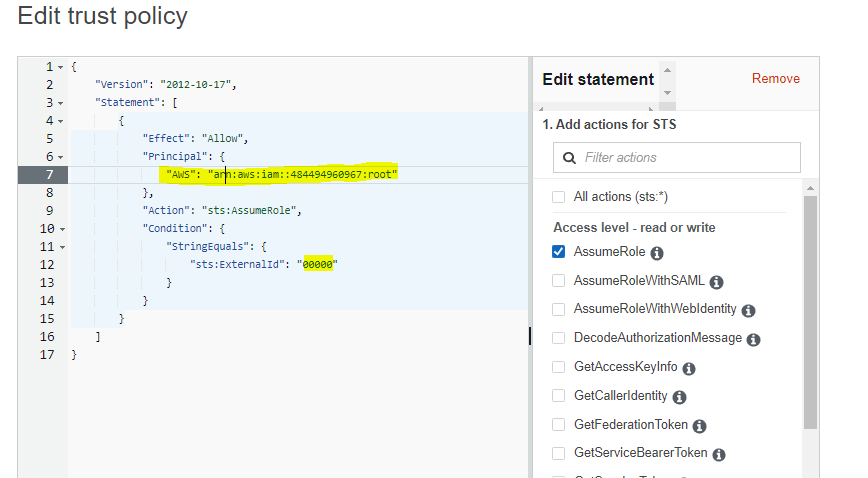 Edit trust policy
1 {
2 "Version": "2012-10-17",
3 "Statement": [
4 {
5 "Effect": "Allow",
6 "Principal": {
7 "AWS": "arn:aws:iam::484494960967:root"
8 },
9 "Action": "sts:AssumeRole",
10 "Condition": {
11 "StringEquals": {
12 "sts:ExternalId": "00000"
13 }
14 }
15 }
16 ]
17 }
Edit statement
Remove
1. Add actions for STS
Filter actions
All actions (sts:*)
Access level - read or write
AssumeRole
AssumeRoleWithSAML
AssumeRoleWithWebIdentity
DecodeAuthorizationMessage
GetAccessKeyInfo
GetCallerIdentity
GetFederationToken
GetServiceBearerToken